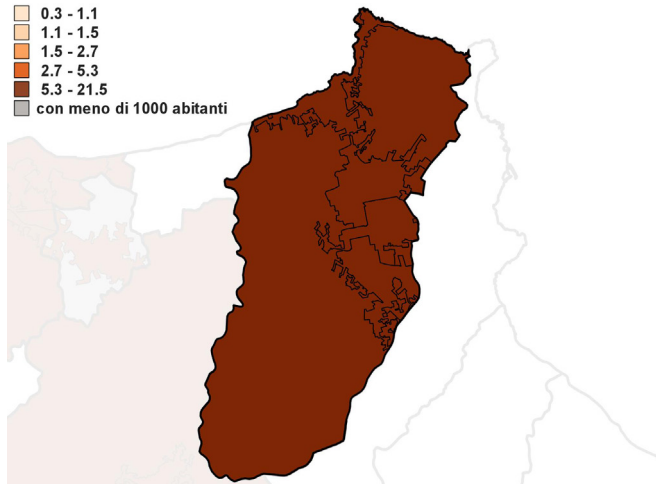 0.3 - 1.1
1.1 - 1.5
1.5 - 2.7
2.7 - 5.3
5.3 - 21.5
con meno di 1000 abitanti